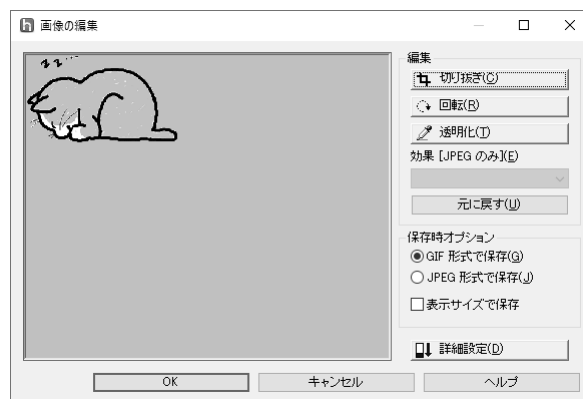 画像の編集
zz...
編集
切り抜き(C)
回転(R)
透明化(T)
効果 [JPEG のみ](E)
元に戻す(U)
保存時オプション
GIF 形式で保存(G)
JPEG 形式で保存(J)
表示サイズで保存
詳細設定(D)
OK
キャンセル
ヘルプ